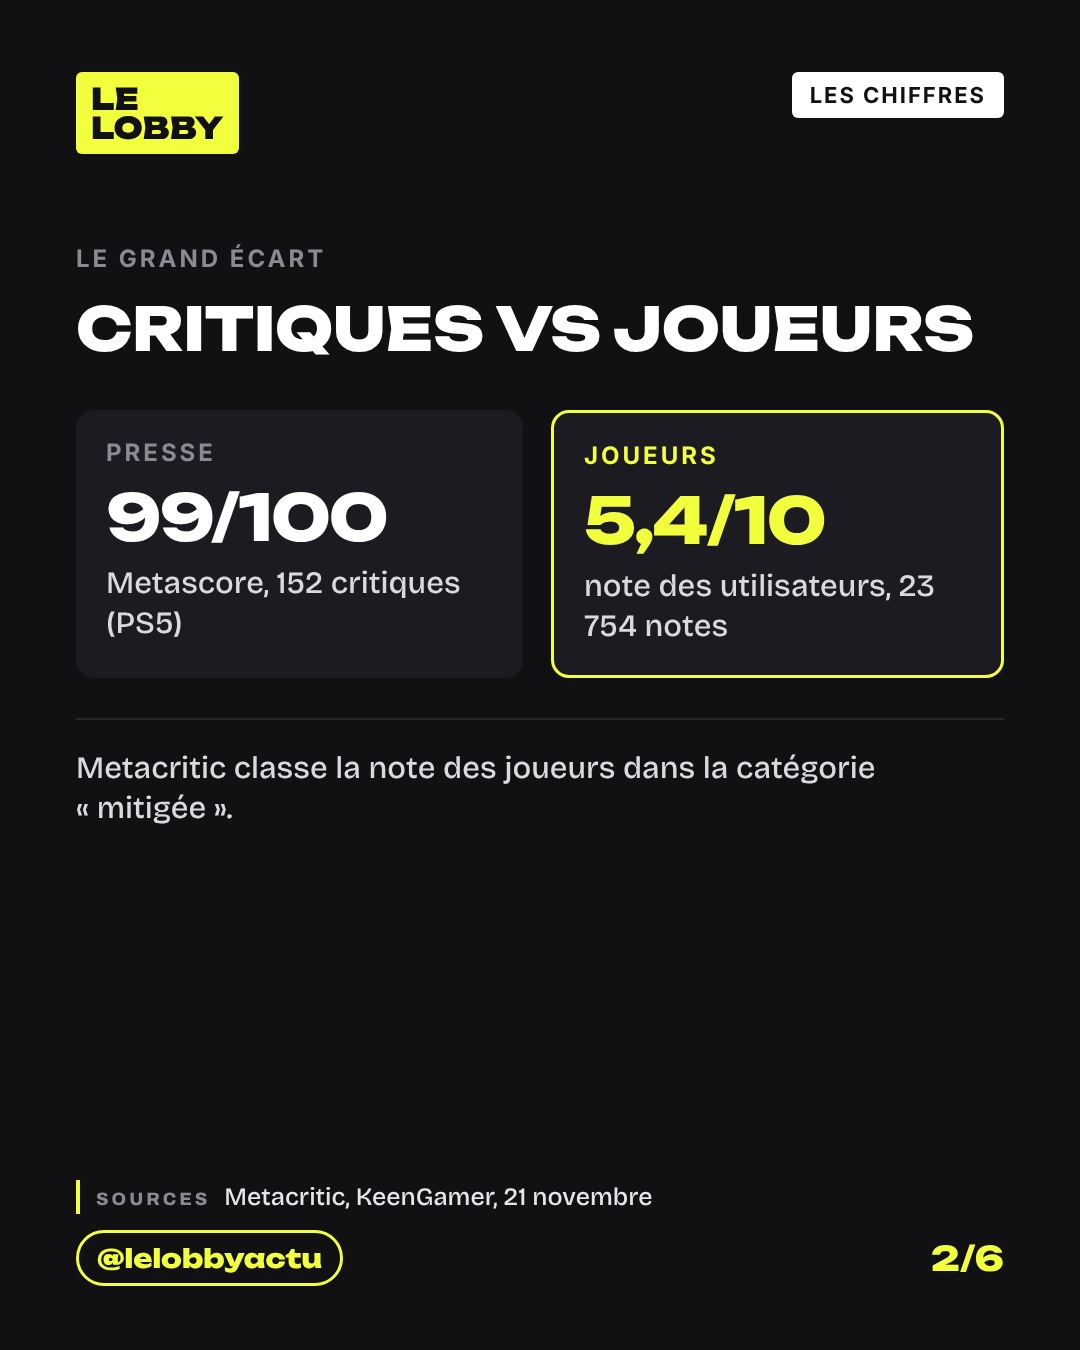 LE
LOBBY
LES CHIFFRES
LE GRAND ÉCART
CRITIQUES VS JOUEURS
PRESSE
99/100
Metascore, 152 critiques
(PS5)
JOUEURS
5,4/10
note des utilisateurs, 23
754 notes
Metacritic classe la note des joueurs dans la catégorie
« mitigée ».
SOURCES Metacritic, KeenGamer, 21 novembre
@lelobbyactu
2/6